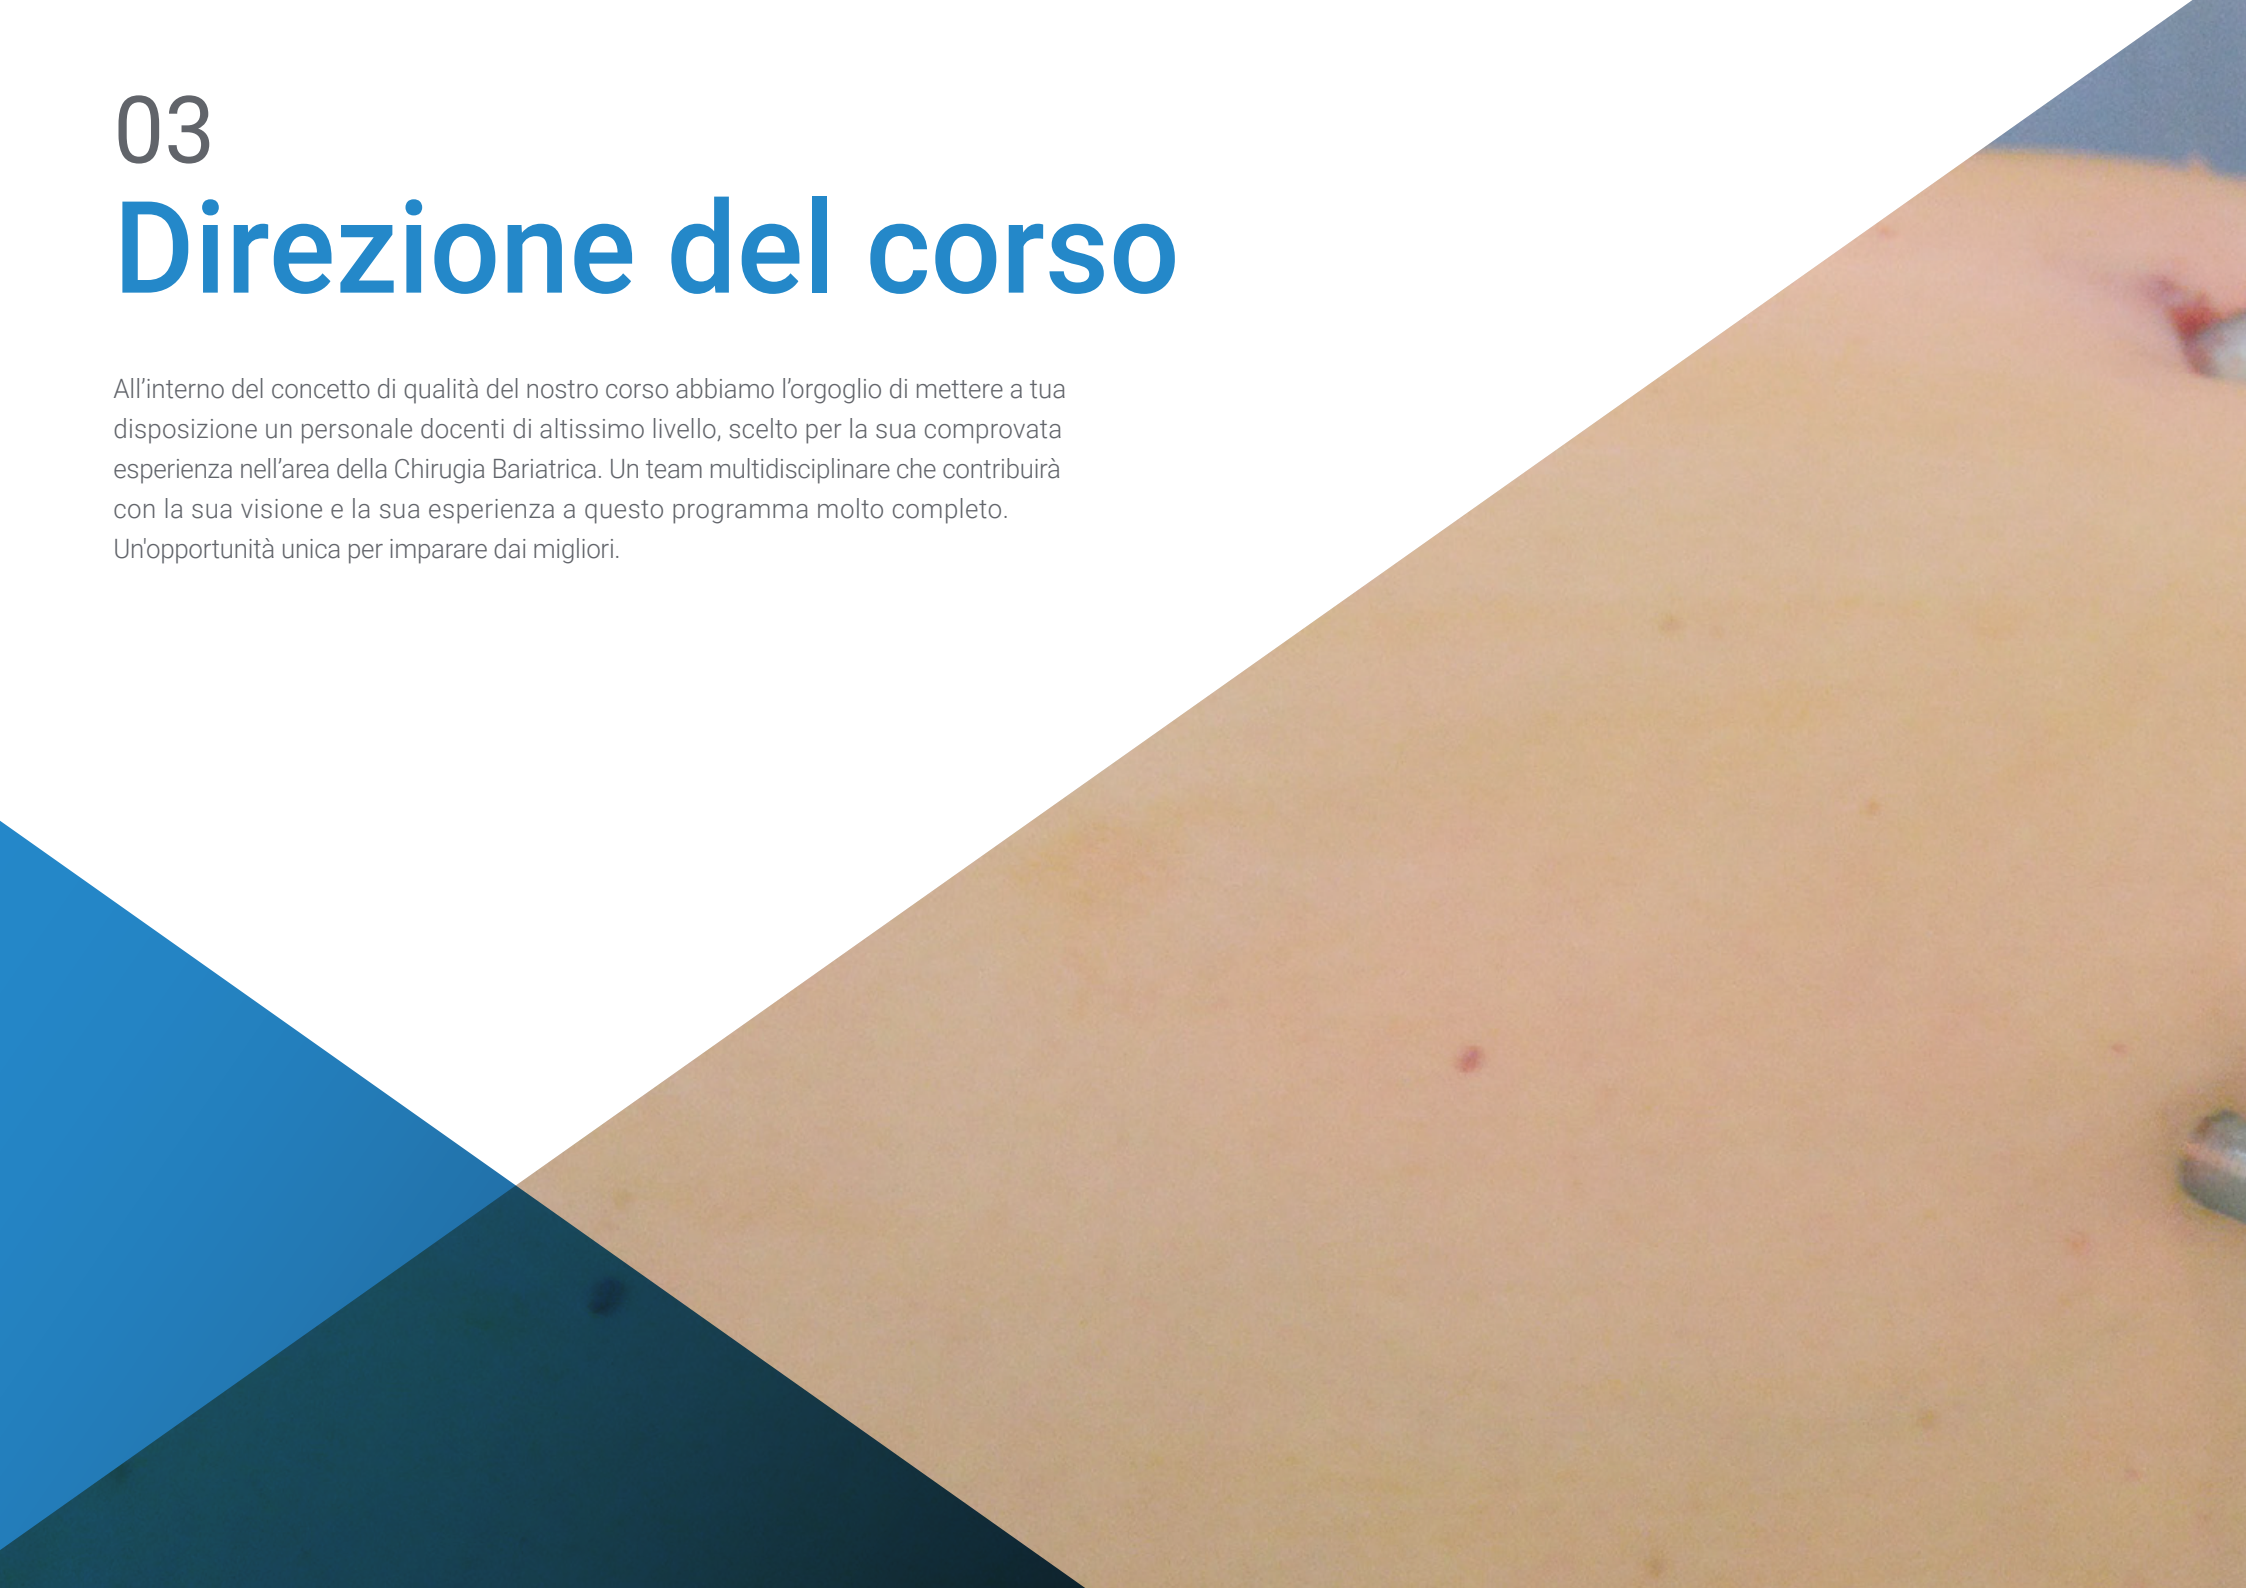 03
Direzione del corso
All’interno del concetto di qualità del nostro corso abbiamo l’orgoglio di mettere a tua
disposizione un personale docenti di altissimo livello, scelto per la sua comprovata
esperienza nell’area della Chirugia Bariatrica. Un team multidisciplinare che contribuirà
con la sua visione e la sua esperienza a questo programma molto completo.
Un'opportunità unica per imparare dai migliori.